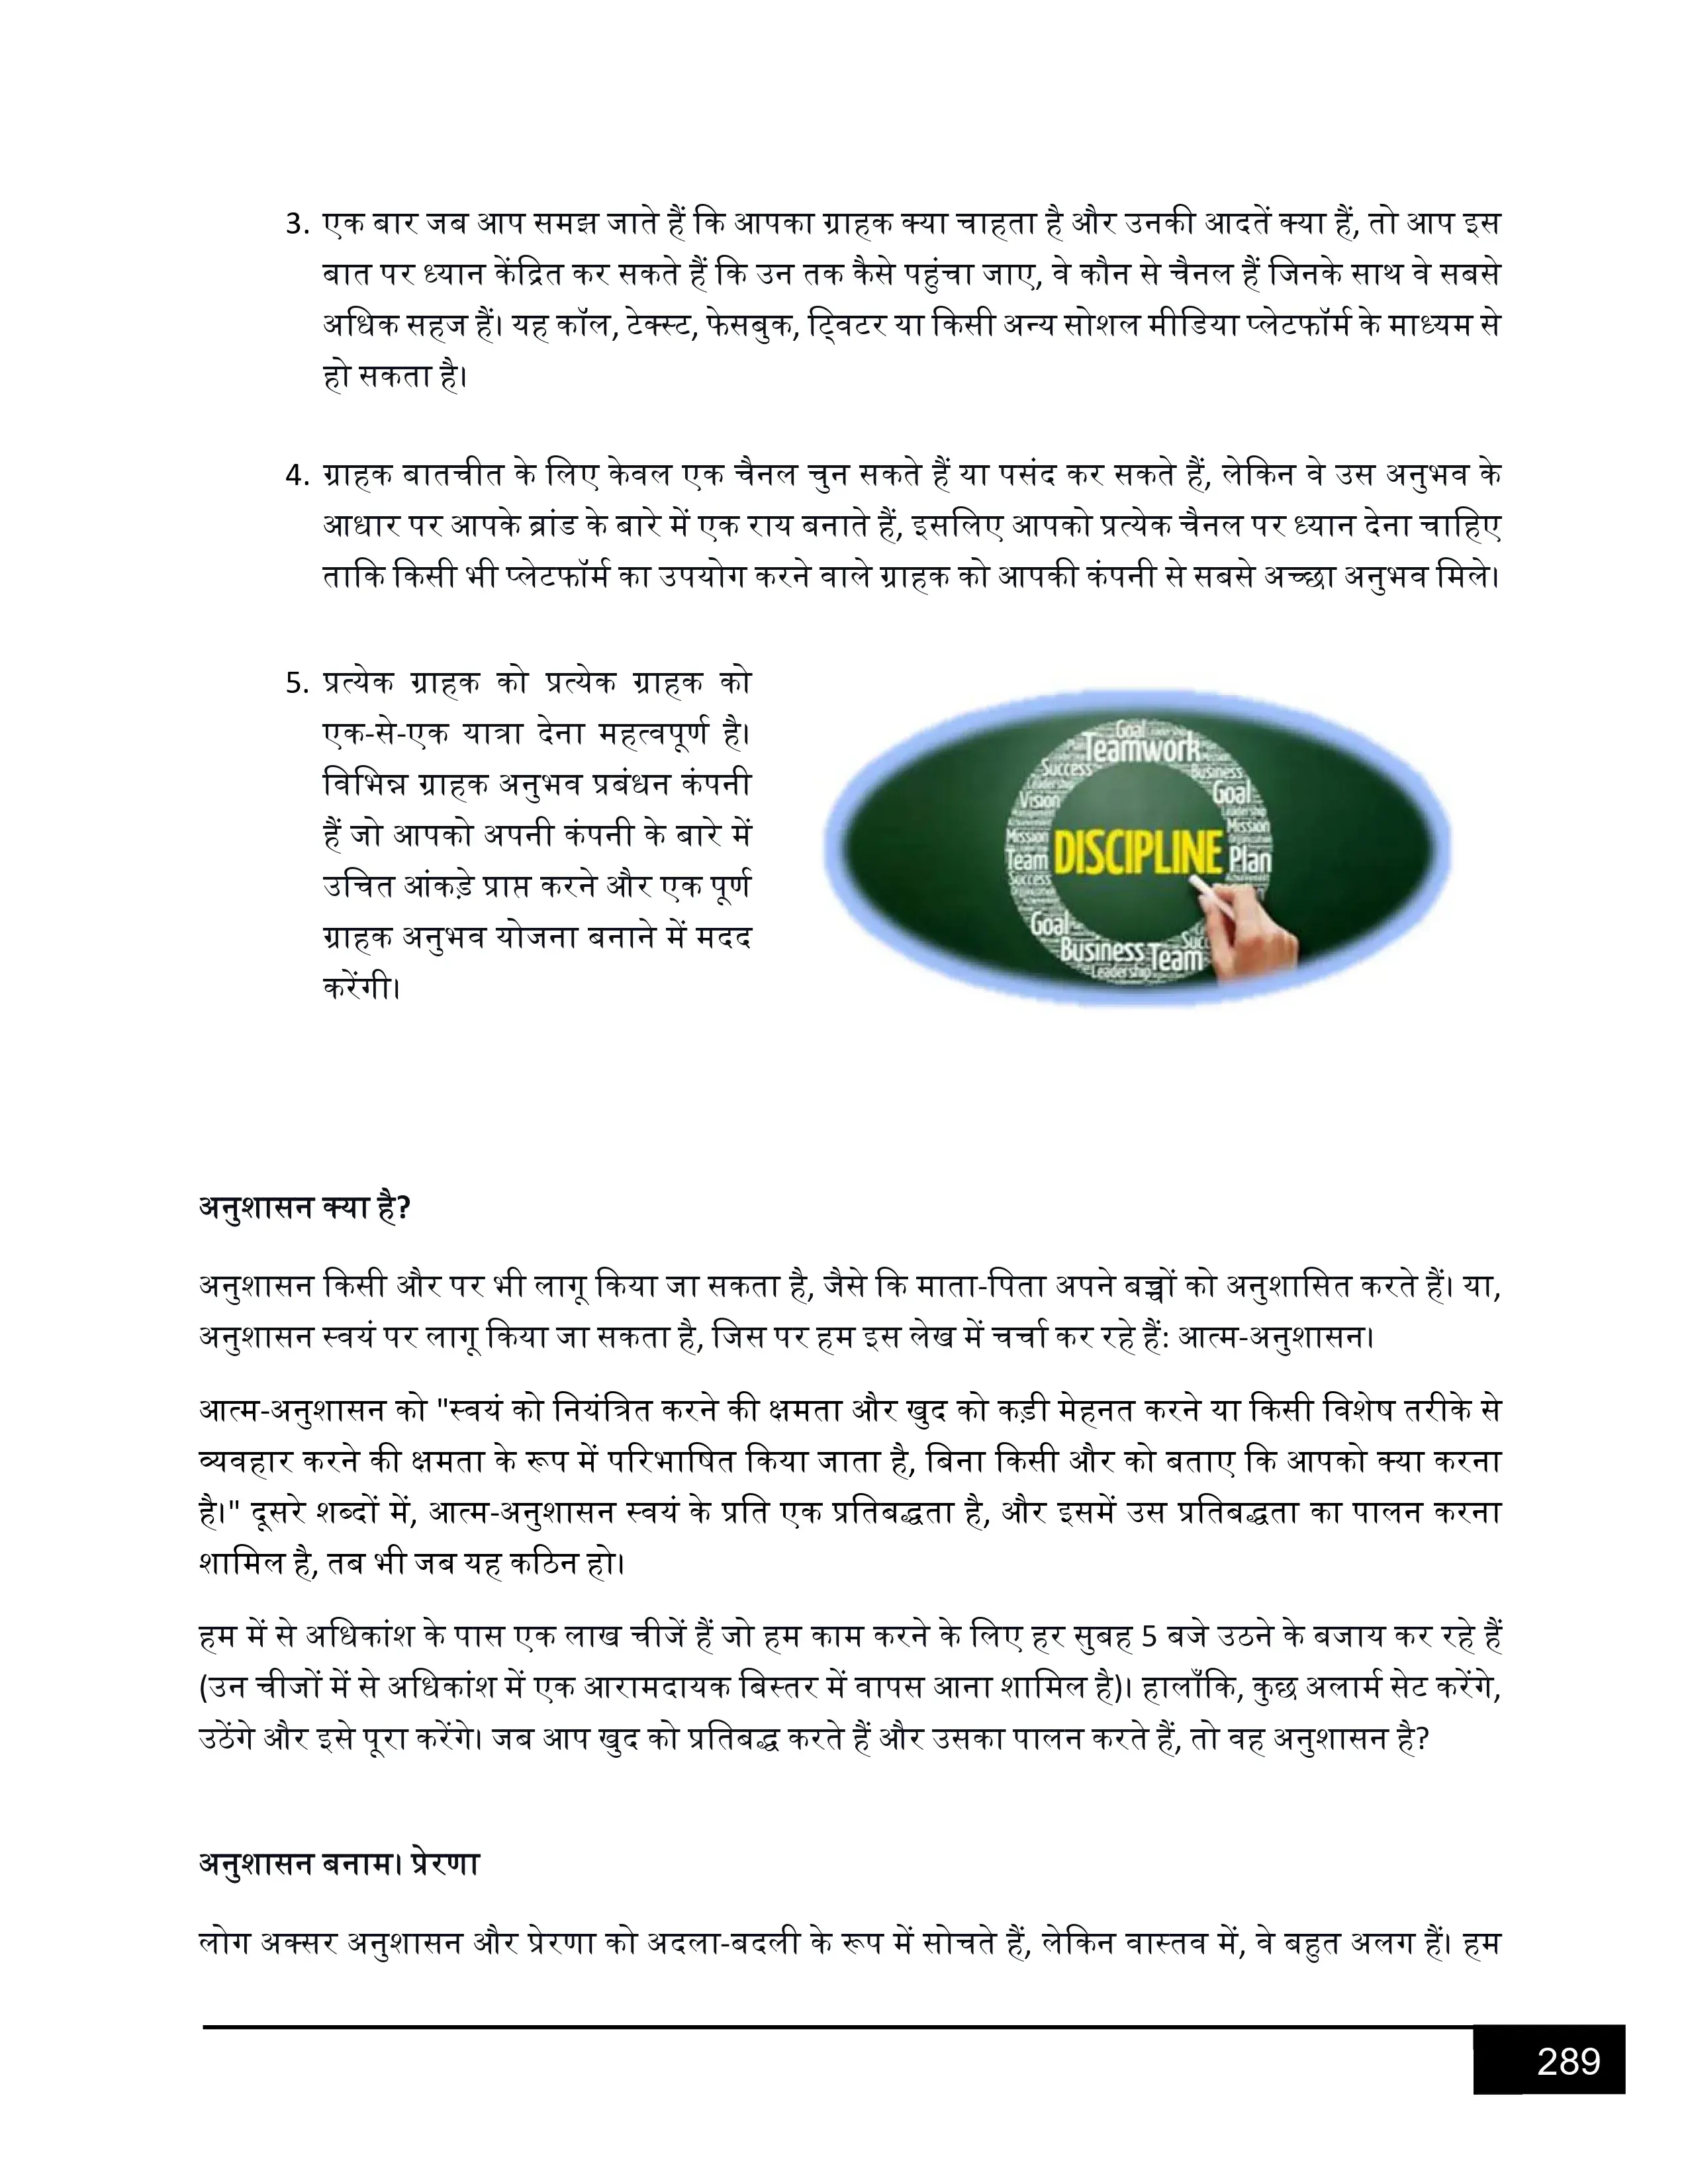 3. एक बार जब आप समझ जाते हैं कि आपका ग्राहक क्या चाहता है और उनकी आदतें क्या हैं, तो आप इस
बात पर ध्यान केंद्रित कर सकते हैं कि उन तक कैसे पहुंचा जाए, वे कौन से चैनल हैं जिनके साथ वे सबसे
अधिक सहज हैं। यह कॉल, टेक्स्ट, फेसबुक, ट्विटर या किसी अन्य सोशल मीडिया प्लेटफॉर्म के माध्यम से
हो सकता है।
4. ग्राहक बातचीत के लिए केवल एक चैनल चुन सकते हैं या पसंद कर सकते हैं, लेकिन वे उस अनुभव के
आधार पर आपके ब्रांड के बारे में एक राय बनाते हैं, इसलिए आपको प्रत्येक चैनल पर ध्यान देना चाहिए
ताकि किसी भी प्लेटफॉर्म का उपयोग करने वाले ग्राहक को आपकी कंपनी से सबसे अच्छा अनुभव मिले।
5. प्रत्येक ग्राहक को प्रत्येक ग्राहक को
एक-से-एक यात्रा देना महत्वपूर्ण है।
विभिन्न ग्राहक अनुभव प्रबंधन कंपनी
हैं जो आपको अपनी कंपनी के बारे में
उचित आंकड़े प्राप्त करने और एक पूर्ण
ग्राहक अनुभव योजना बनाने में मदद
करेंगी।
Goal
Teamwork
Success
Business
Vision
Goal
Mission
Mission
Team
DISCIPLINE
Plan
Success
Goal
Business Team
Leadership
अनुशासन क्या है?
अनुशासन किसी और पर भी लागू किया जा सकता है, जैसे कि माता-पिता अपने बच्चों को अनुशासित करते हैं। या,
अनुशासन स्वयं पर लागू किया जा सकता है, जिस पर हम इस लेख में चर्चा कर रहे हैं: आत्म-अनुशासन।
आत्म-अनुशासन को "स्वयं को नियंत्रित करने की क्षमता और खुद को कड़ी मेहनत करने या किसी विशेष तरीके से
व्यवहार करने की क्षमता के रूप में परिभाषित किया जाता है, बिना किसी और को बताए कि आपको क्या करना
है।" दूसरे शब्दों में, आत्म-अनुशासन स्वयं के प्रति एक प्रतिबद्धता है, और इसमें उस प्रतिबद्धता का पालन करना
शामिल है, तब भी जब यह कठिन हो।
हम में से अधिकांश के पास एक लाख चीजें हैं जो हम काम करने के लिए हर सुबह 5 बजे उठने के बजाय कर रहे हैं
(उन चीजों में से अधिकांश में एक आरामदायक बिस्तर में वापस आना शामिल है)। हालाँकि, कुछ अलार्म सेट करेंगे,
उठेंगे और इसे पूरा करेंगे। जब आप खुद को प्रतिबद्ध करते हैं और उसका पालन करते हैं, तो वह अनुशासन है?
अनुशासन बनाम। प्रेरणा
लोग अक्सर अनुशासन और प्रेरणा को अदला-बदली के रूप में सोचते हैं, लेकिन वास्तव में, वे बहुत अलग हैं। हम
289